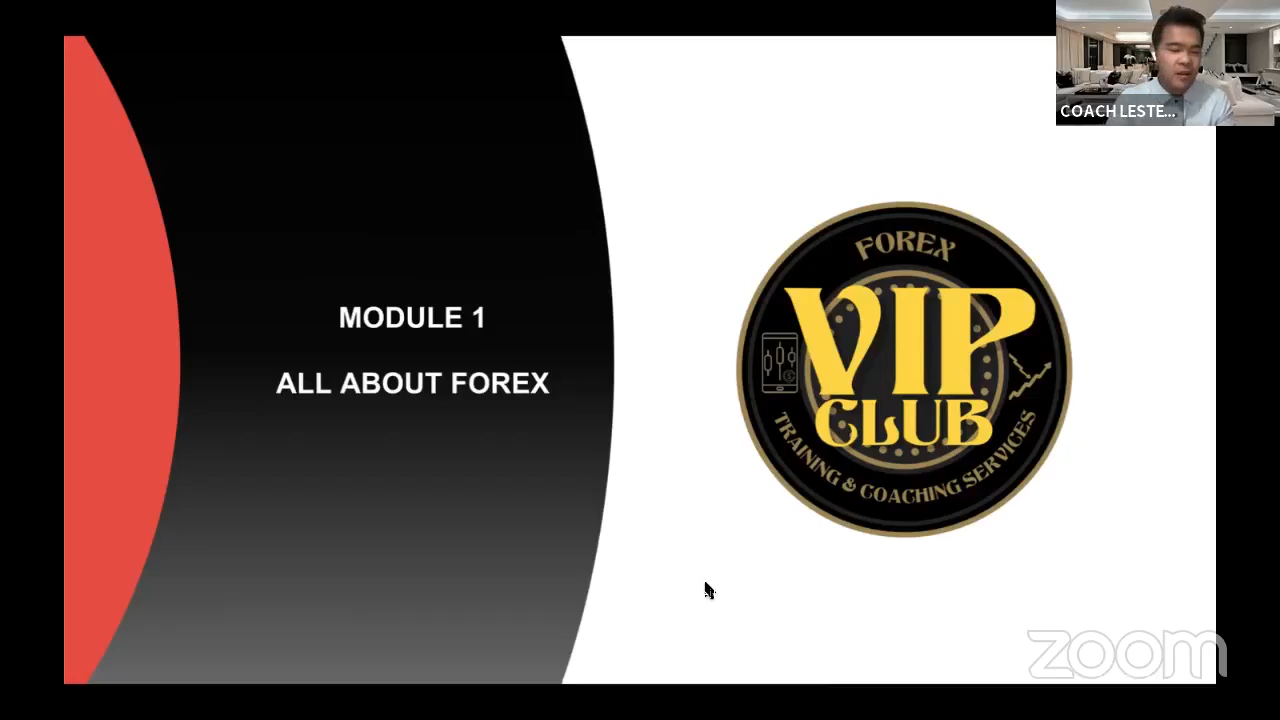 COACH LESTE...
MODULE 1
ALL ABOUT FOREX
FOREX
VIP
CLUB
TRAINING & COACHING SERVICES
zoom